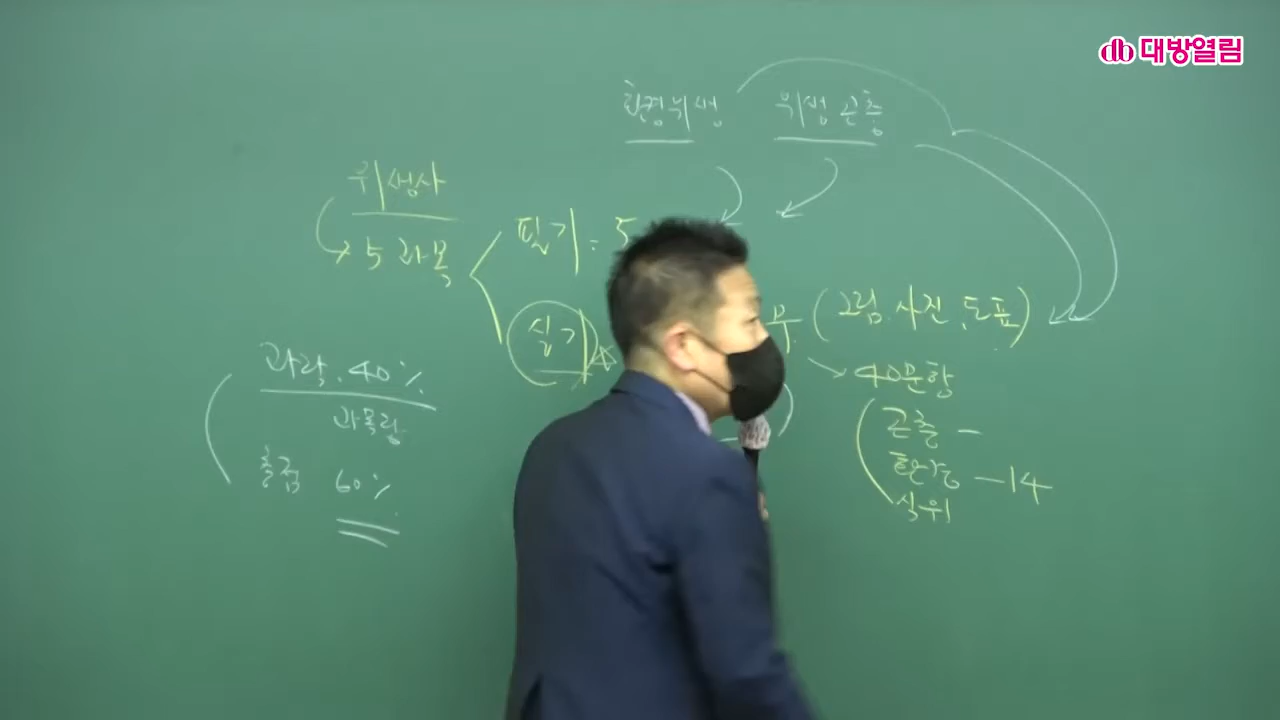 대방열림
환경위생 위생곤충
위생사
5과목
필기 : 5
실기
(그림, 사진, 도표)
40문항
과락. 40%
과목당
곤충 -
환경 - 14
식위
총점 60%